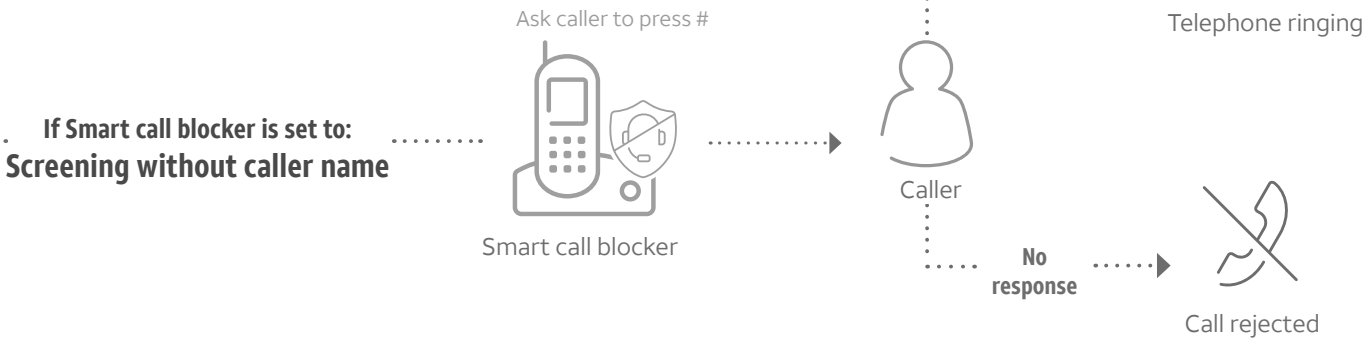 Ask caller to press #
Telephone ringing
If Smart call blocker is set to:
Screening without caller name
Caller
Smart call blocker
No
response
Call rejected